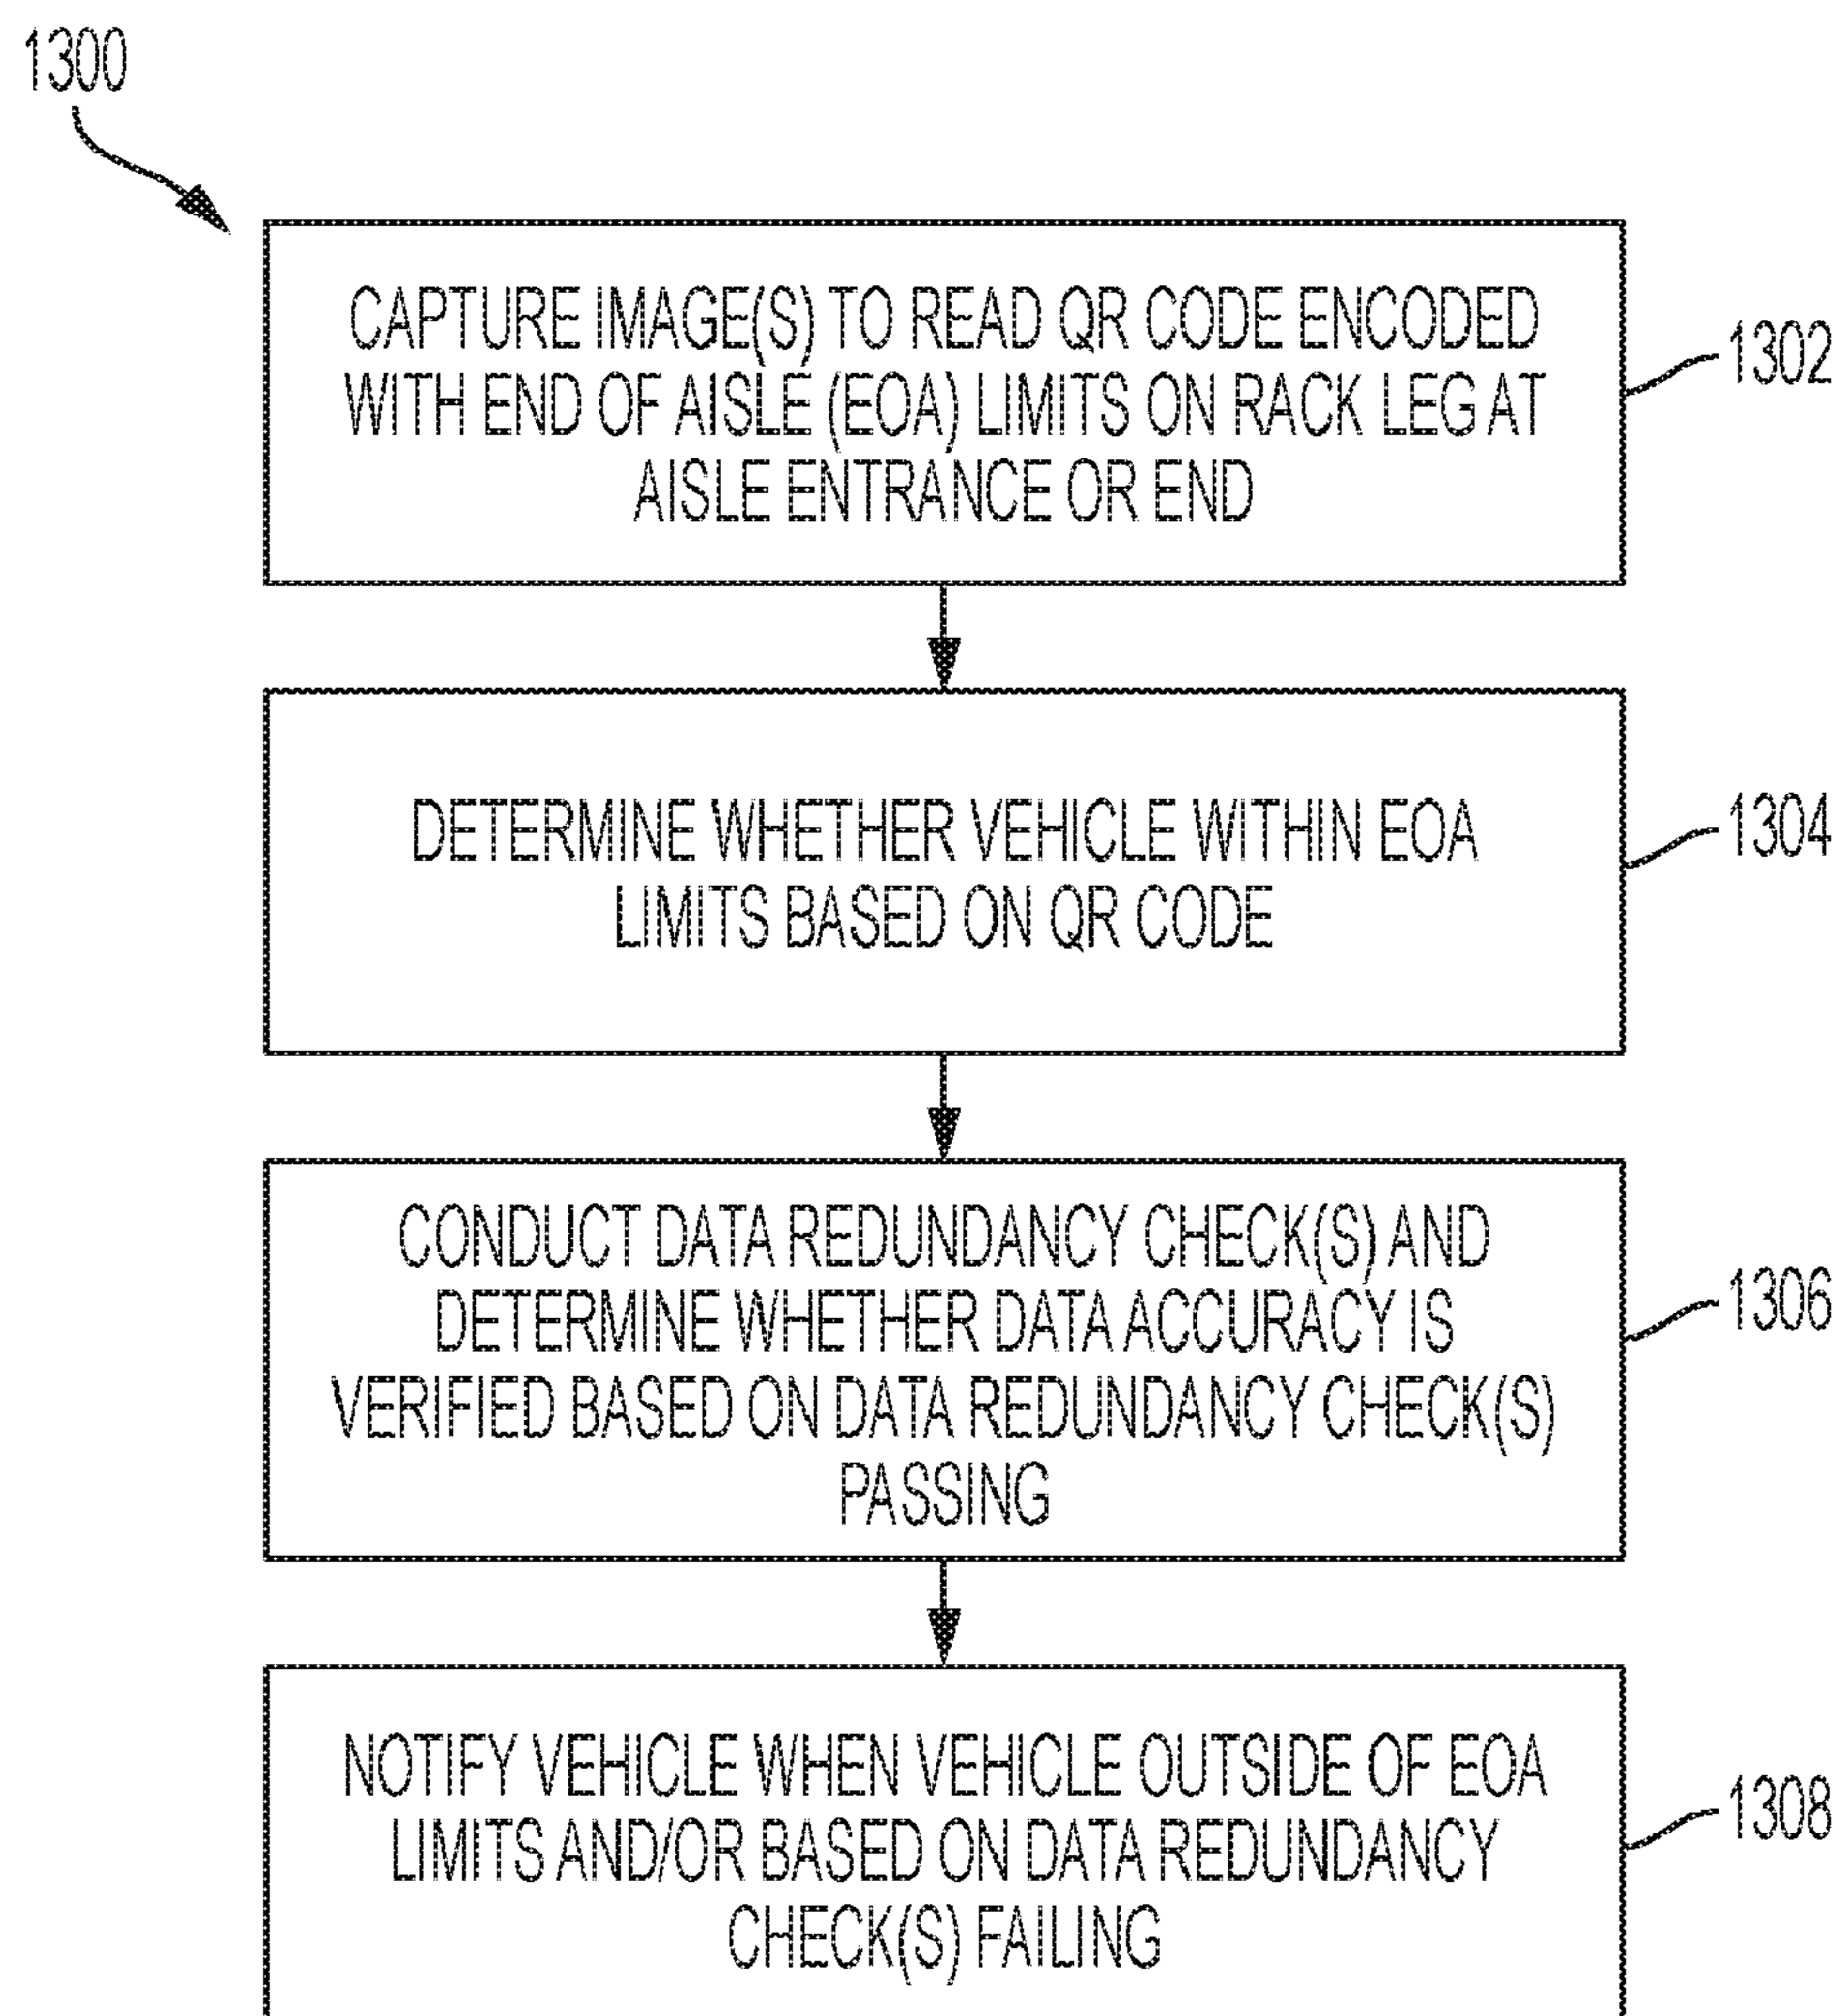 1300
CAPTURE IMAGE(S) TO READ QR CODE ENCODED
WITH END OF AISLE (EOA) LIMITS ON RACK LEG AT
AISLE ENTRANCE OR END
1302
DETERMINE WHETHER VEHICLE WITHIN EOA
LIMITS BASED ON QR CODE
1304
CONDUCT DATA REDUNDANCY CHECK(S) AND
DETERMINE WHETHER DATA ACCURACY IS
VERIFIED BASED ON DATA REDUNDANCY CHECK(S)
PASSING
1306
NOTIFY VEHICLE WHEN VEHICLE OUTSIDE OF EOA
LIMITS AND/OR BASED ON DATA REDUNDANCY
CHECK(S) FAILING
1308